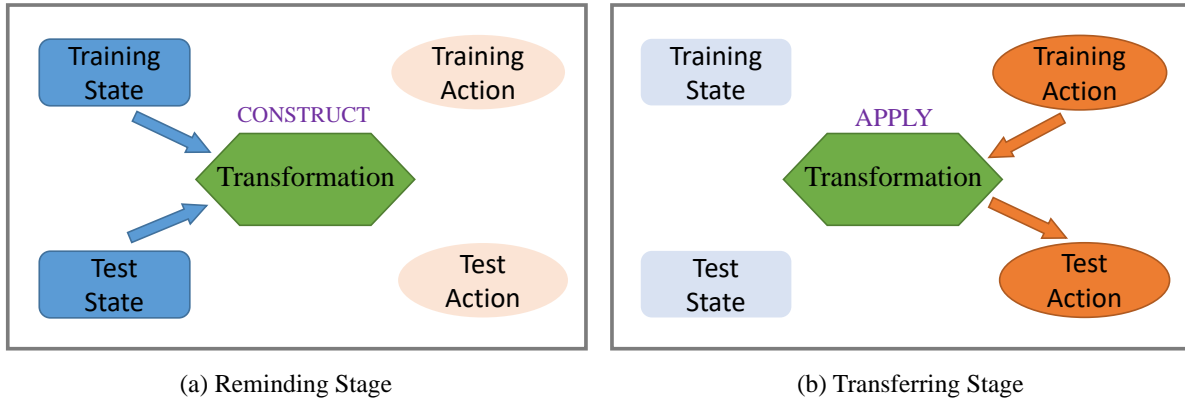 Training
State
Training
Action
CONSTRUCT
Transformation
Test
State
Test
Action
(a) Reminding Stage
Training
State
Training
Action
APPLY
Transformation
Test
State
Test
Action
(b) Transferring Stage